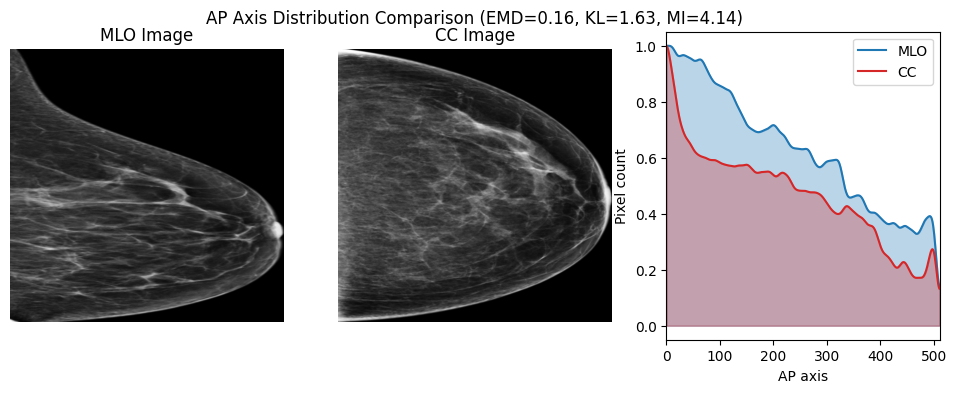 AP Axis Distribution Comparison (EMD=0.16, KL=1.63, MI=4.14)
MLO Image
CC Image
MLO
CC
Pixel count
1.0
0.8
0.6
0.4
0.2
0.0
0 100 200 300 400 500
AP axis